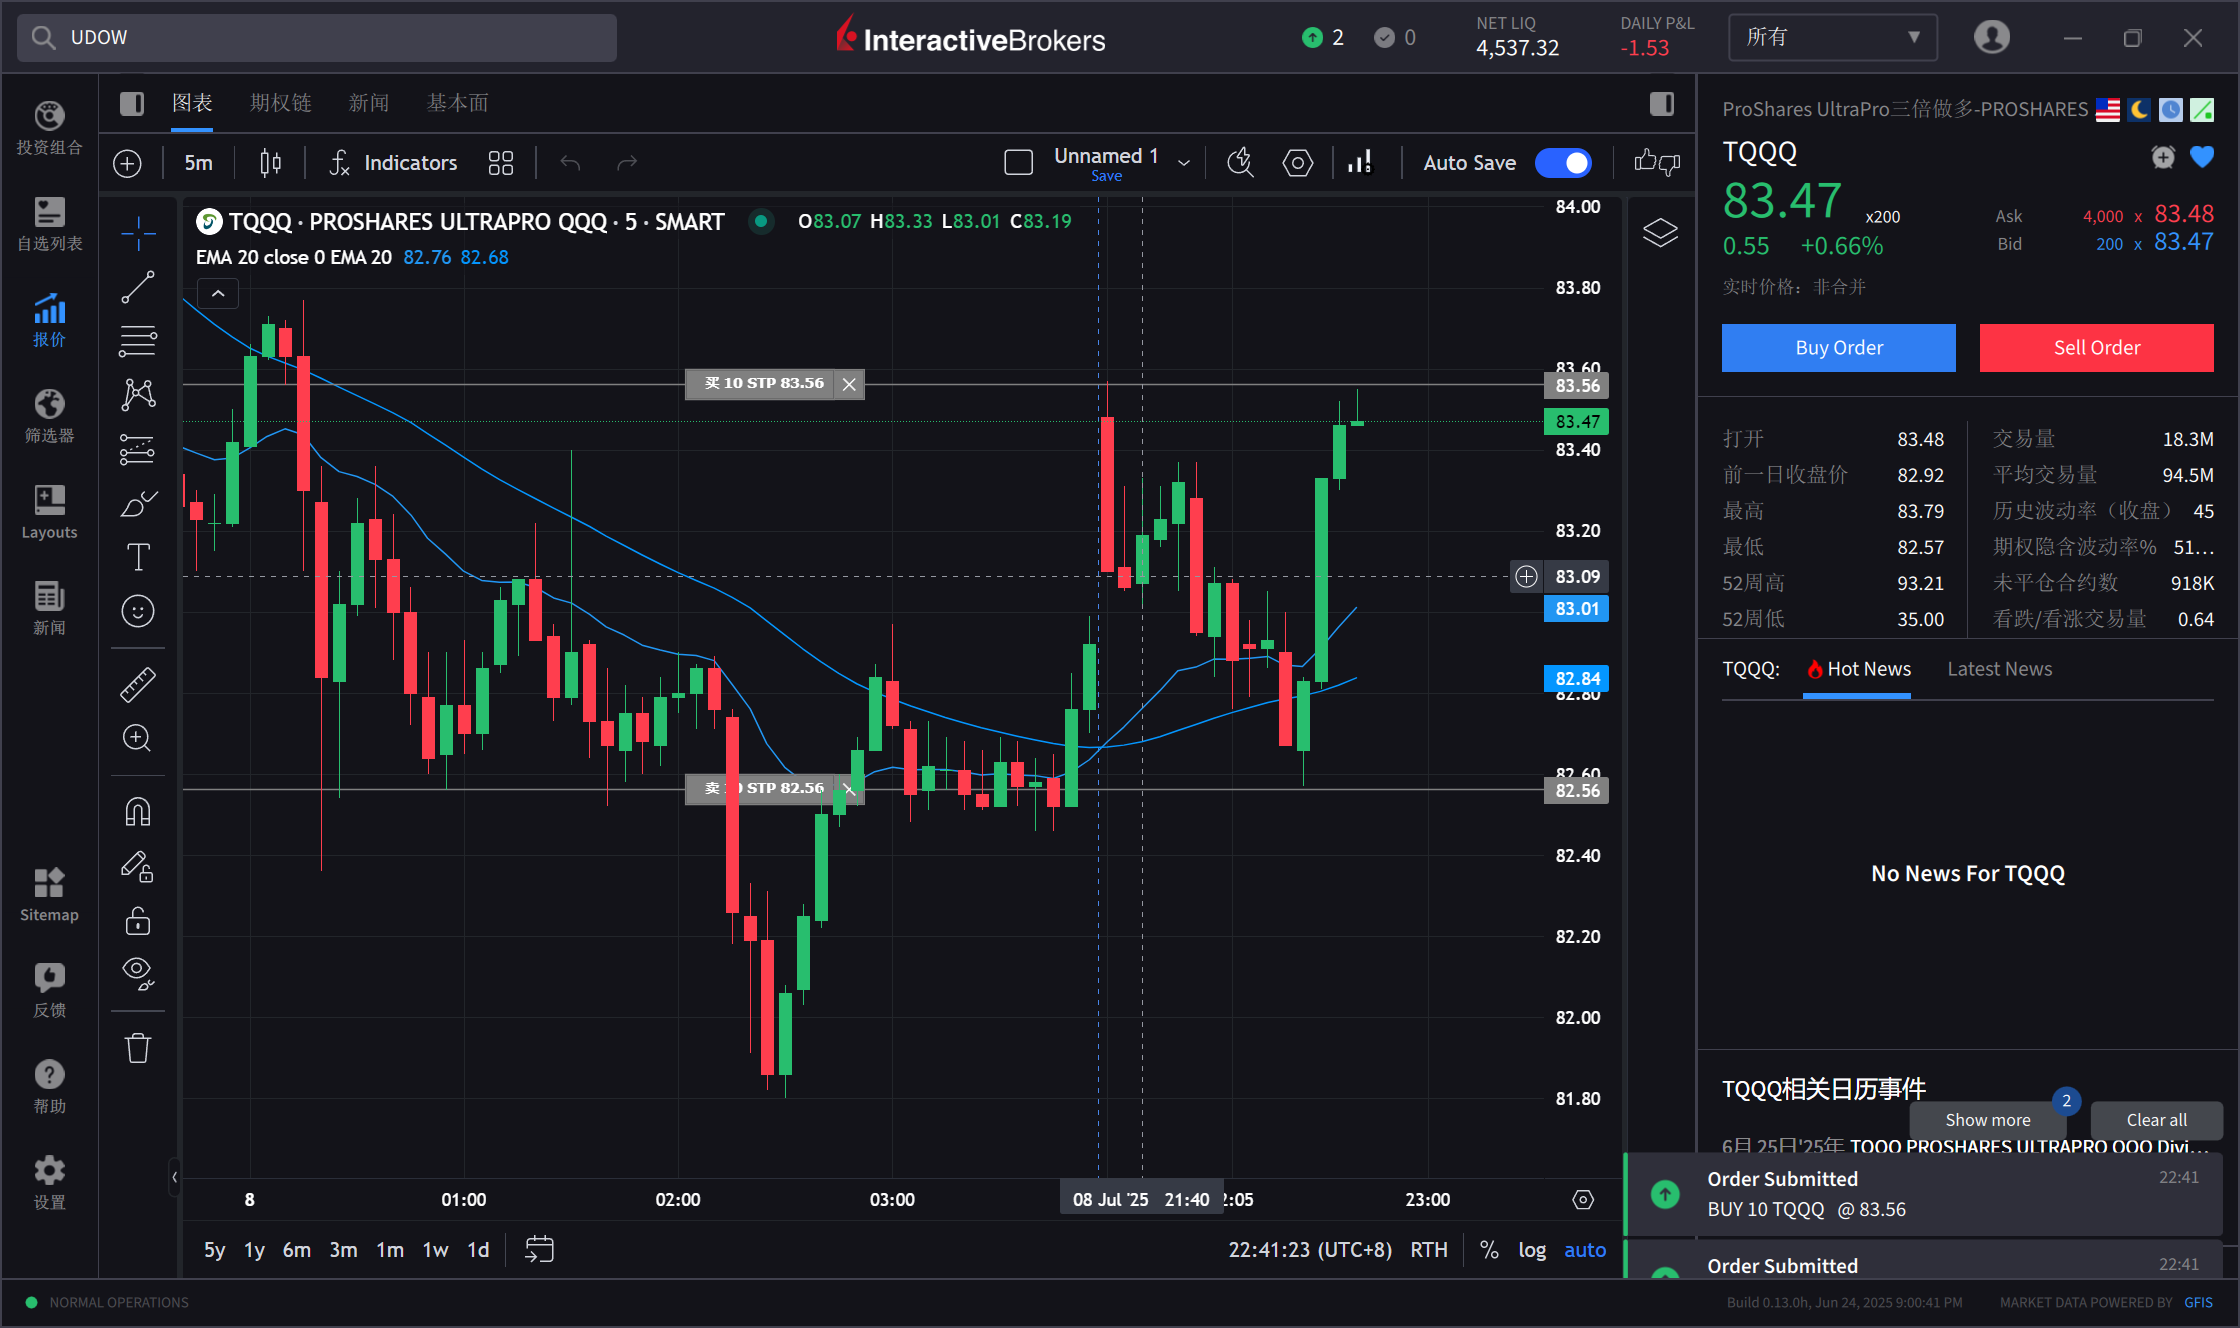 UDOW
InteractiveBrokers
2
0
NET LIQ
4,537.32
DAILY P&L
-1.53
所有
投资组合
自选列表
报价
筛选器
Layouts
新闻
Sitemap
反馈
帮助
设置
图表 期权链 新闻 基本面
5m
Indicators
Unnamed 1
Save
Auto Save
TQQQ · PROSHARES ULTRAPRO QQQ · 5 · SMART
O83.07 H83.33 L83.01 C83.19
EMA 20 close 0 EMA 20 82.76 82.68
买 10 STP 83.56
卖 10 STP 82.56
84.00
83.80
83.60
83.56
83.47
83.40
83.20
83.09
83.01
82.84
82.80
82.60
82.56
82.40
82.20
82.00
81.80
8 01:00 02:00 03:00 08 Jul '25 21:40 2:05 23:00
5y 1y 6m 3m 1m 1w 1d
22:41:23 (UTC+8) RTH % log auto
ProShares UltraPro三倍做多-PROSHARES
TQQQ
83.47 x200
0.55 +0.66%
Ask 4,000 x 83.48
Bid 200 x 83.47
实时价格：非合并
Buy Order
Sell Order
打开 83.48
前一日收盘价 82.92
最高 83.79
最低 82.57
52周高 93.21
52周低 35.00
交易量 18.3M
平均交易量 94.5M
历史波动率（收盘） 45
期权隐含波动率% 51...
未平仓合约数 918K
看跌/看涨交易量 0.64
TQQQ: Hot News Latest News
No News For TQQQ
TQQQ相关日历事件
Show more
2
Clear all
6月 25日'25年 TQQQ PROSHARES ULTRAPRO QQQ Divi...
Order Submitted 22:41
BUY 10 TQQQ @ 83.56
Order Submitted 22:41
NORMAL OPERATIONS
Build 0.13.0h, Jun 24, 2025 9:00:41 PM
MARKET DATA POWERED BY GFIS